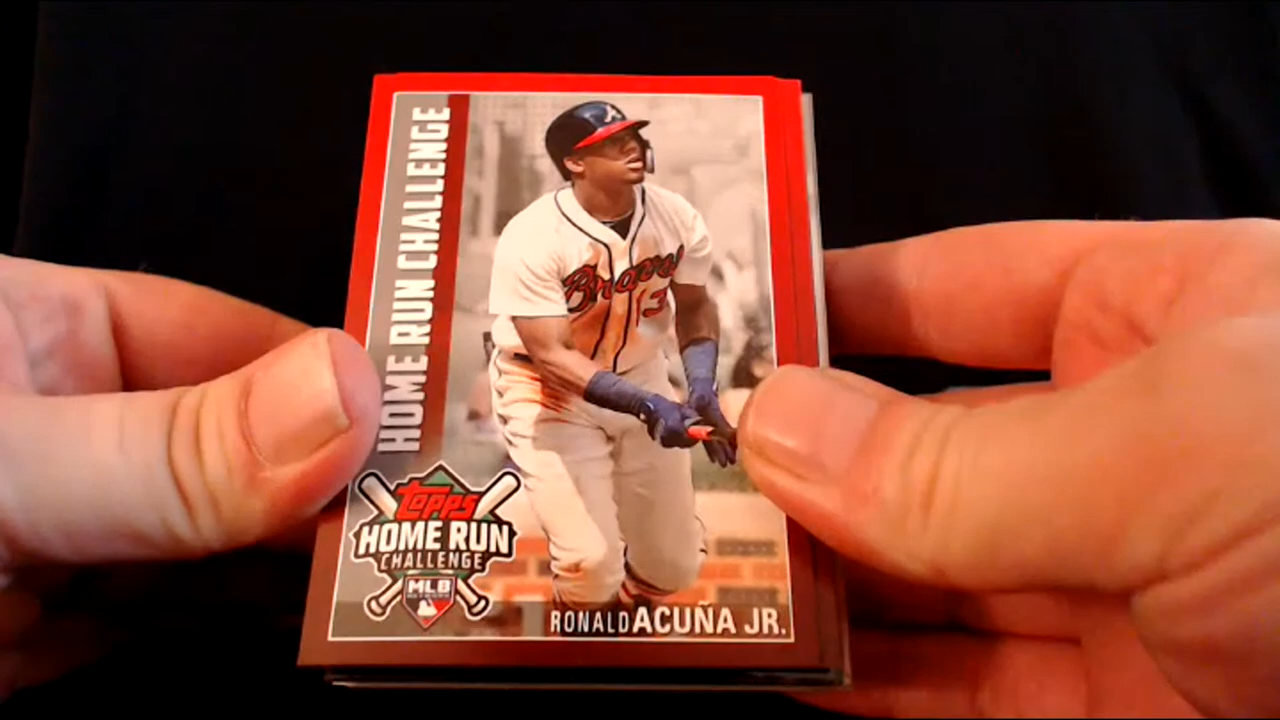 HOME RUN CHALLENGE
Braves
13
topps
HOME RUN
CHALLENGE
MLB
RONALD ACUÑA JR.